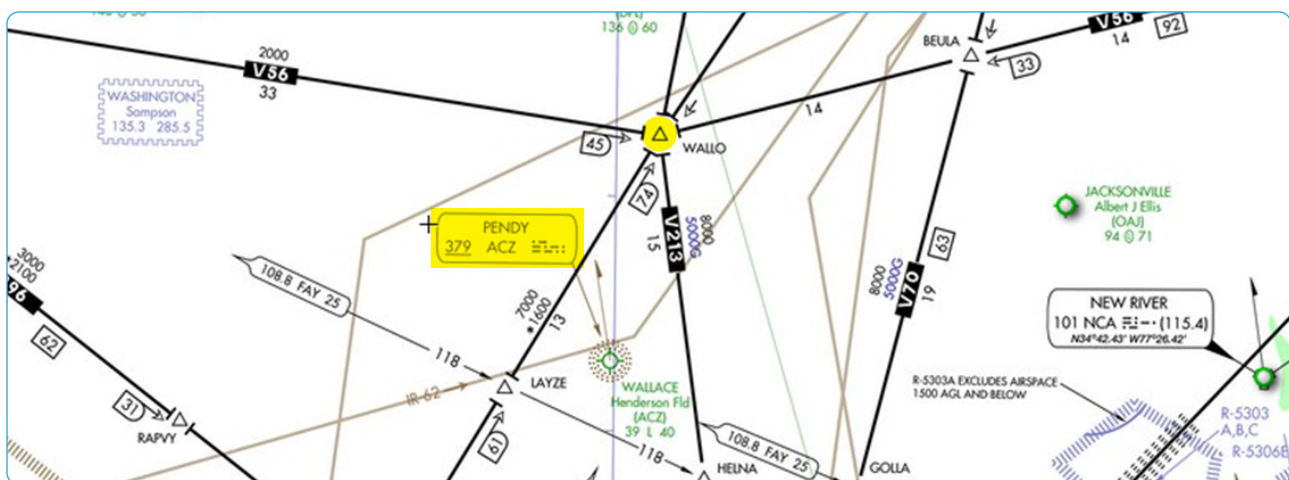 136 60
BEULA
V56
14
92
33
2000
V56
33
WASHINGTON
Sampson
135.3 285.5
14
45
WALLO
74
JACKSONVILLE
Albert J Ellis
(OAJ)
94 71
PENDY
379 ACZ
V213
15
8000
5000G
63
8000
5000G
V70
19
3000
*2100
96
62
108.8 FAY 25
7000
*1600
13
NEW RIVER
101 NCA (115.4)
N34°42.43' W77°26.42'
118
LAYZE
IR-62
WALLACE
Henderson Fld
(ACZ)
39 L 40
R-5303A EXCLUDES AIRSPACE
1500 AGL AND BELOW
31
RAPVY
61
118
108.8 FAY 25
HELNA
GOLLA
R-5303
A,B,C
R-5306E